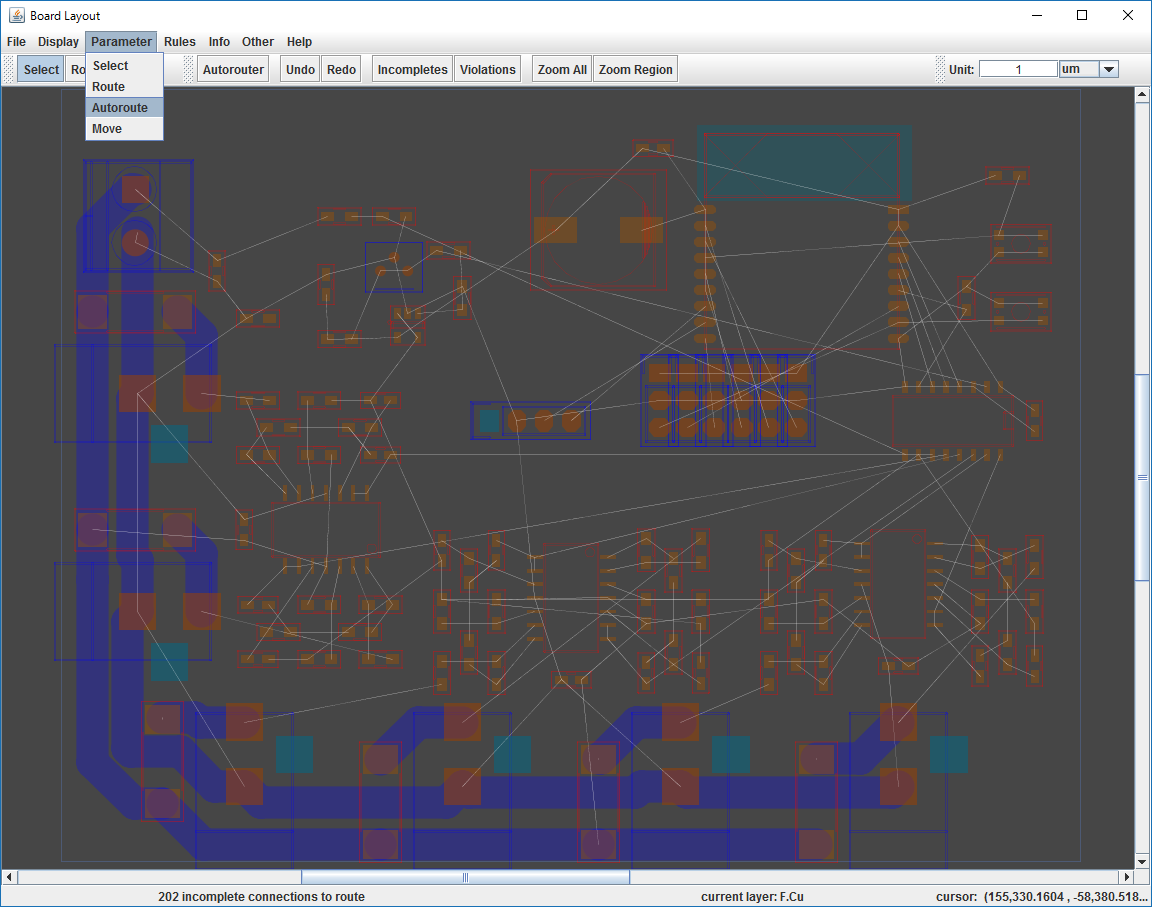 Board Layout
File Display Parameter Rules Info Other Help
Select Ro Autorouter Undo Redo Incompletes Violations Zoom All Zoom Region Unit: 1 um
Select
Route
Autoroute
Move
202 incomplete connections to route current layer: F.Cu cursor: (155,330.1604 , -58,380.518...